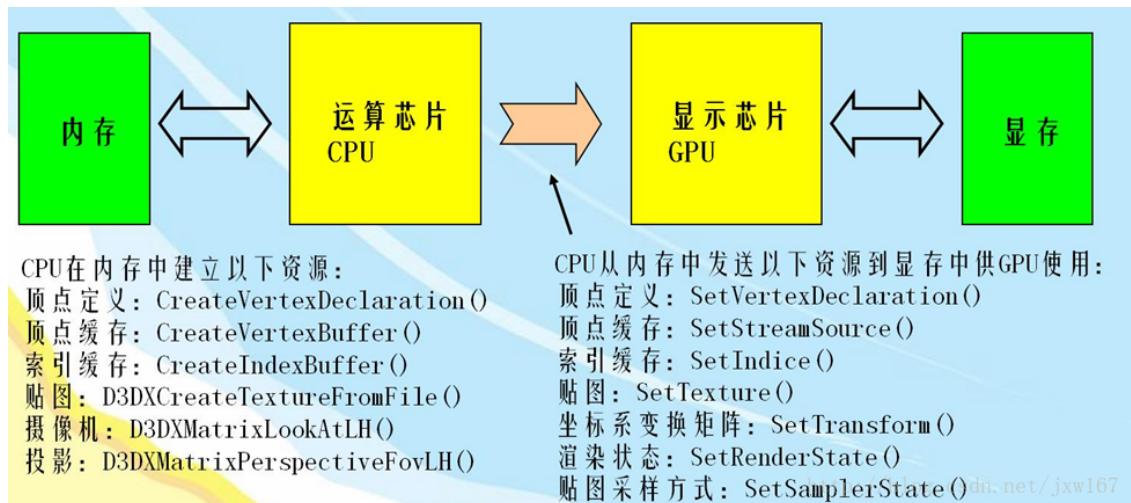 内存
运算芯片
CPU
显示芯片
GPU
显存
CPU在内存中建立以下资源：
顶点定义：CreateVertexDeclaration()
顶点缓存：CreateVertexBuffer()
索引缓存：CreateIndexBuffer()
贴图：D3DXCreateTextureFromFile()
摄像机：D3DXMatrixLookAtLH()
投影：D3DXMatrixPerspectiveFovLH()
CPU从内存中发送以下资源到显存中供GPU使用：
顶点定义：SetVertexDeclaration()
顶点缓存：SetStreamSource()
索引缓存：SetIndice()
贴图：SetTexture()
坐标系变换矩阵：SetTransform()
渲染状态：SetRenderState()
贴图采样方式：SetSamplerState()